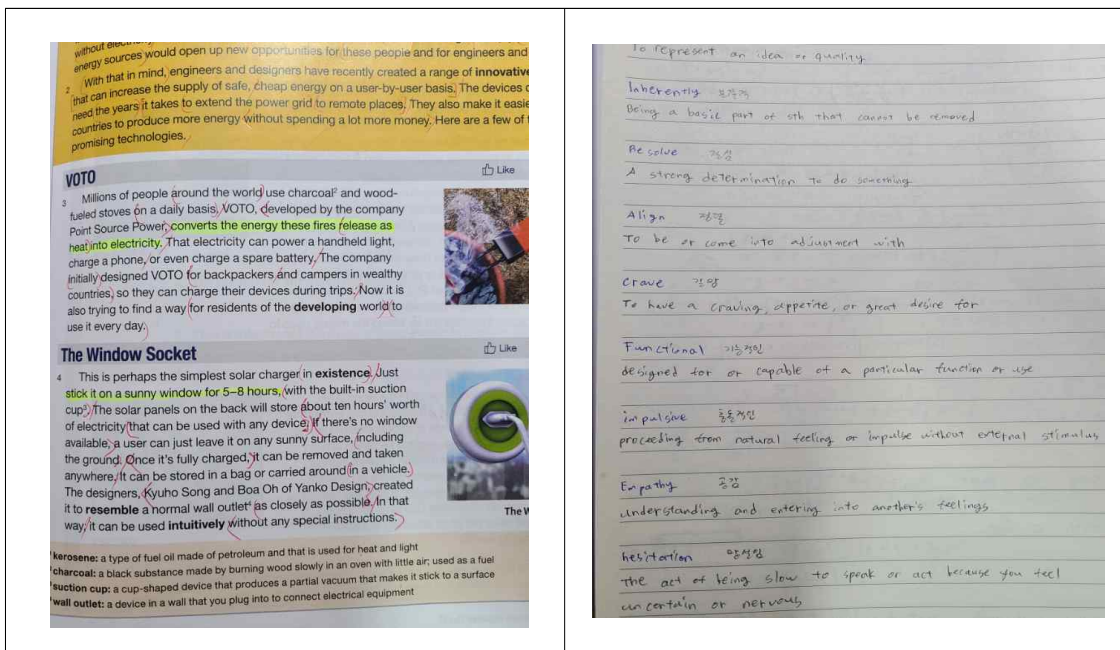 without
energy sources would open up new opportunities for these people and for engineers and
2 With that in mind, engineers and designers have recently created a range of innovative
that can increase the supply of safe, cheap energy on a user-by-user basis. The devices
need the years it takes to extend the power grid to remote places. They also make it easie
countries to produce more energy without spending a lot more money. Here are a few of
promising technologies.
VOTO
Like
3 Millions of people around the world use charcoal² and wood-
fueled stoves on a daily basis. VOTO, developed by the company
Point Source Power, converts the energy these fires release as
heat into electricity. That electricity can power a handheld light,
charge a phone, or even charge a spare battery. The company
initially designed VOTO for backpackers and campers in wealthy
countries, so they can charge their devices during trips. Now it is
also trying to find a way for residents of the developing world to
use it every day.
The Window Socket
Like
4 This is perhaps the simplest solar charger in existence. Just
stick it on a sunny window for 5–8 hours, with the built-in suction
cup³. The solar panels on the back will store about ten hours' worth
of electricity that can be used with any device. If there's no window
available, a user can just leave it on any sunny surface, including
the ground. Once it's fully charged, it can be removed and taken
anywhere. It can be stored in a bag or carried around in a vehicle.
The designers, Kyuho Song and Boa Oh of Yanko Design, created
it to resemble a normal wall outlet⁴ as closely as possible. In that
way, it can be used intuitively without any special instructions.
The W
kerosene: a type of fuel oil made of petroleum and that is used for heat and light
charcoal: a black substance made by burning wood slowly in an oven with little air; used as a fuel
suction cup: a cup-shaped device that produces a partial vacuum that makes it stick to a surface
wall outlet: a device in a wall that you plug into to connect electrical equipment
To represent an idea or quality
Inherently
Being a basic part of sth that cannot be removed
Resolve 결심
A strong determination to do something
Align 정렬
To be or come into adjustment with
Crave 갈망
To have a craving, appetite, or great desire for
Functional 기능적인
designed for or capable of a particular function or use
impulsive 충동적인
proceeding from natural feeling or impulse without external stimulus
Empathy 공감
understanding and entering into another's feelings
hesitation 망설임
the act of being slow to speak or act because you feel
uncertain or nervous